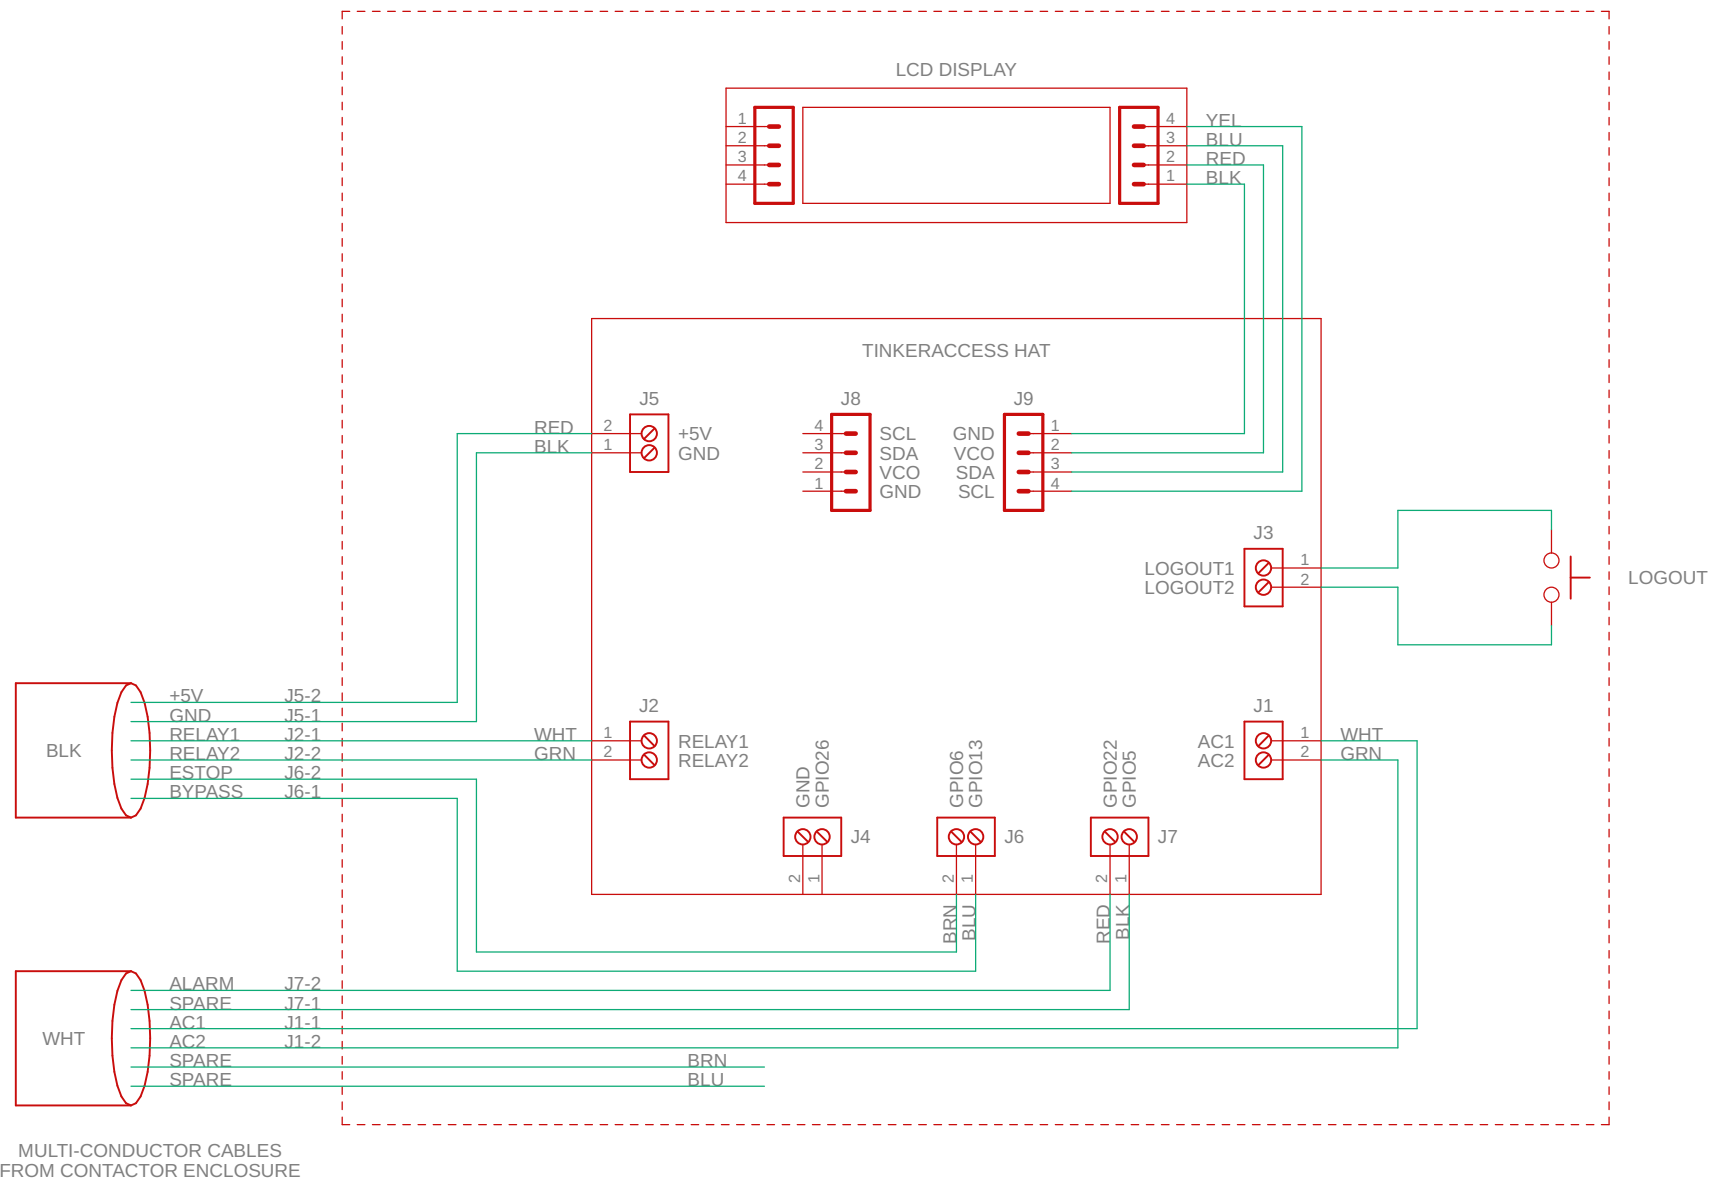 LCD DISPLAY
1
2
3
4
4 YEL
3 BLU
2 RED
1 BLK
TINKERACCESS HAT
J5
RED 2 +5V
BLK 1 GND
J8
4 SCL
3 SDA
2 VCO
1 GND
J9
GND 1
VCO 2
SDA 3
SCL 4
J3
LOGOUT1 1
LOGOUT2 2
LOGOUT
BLK
+5V J5-2
GND J5-1
RELAY1 J2-1
RELAY2 J2-2
ESTOP J6-2
BYPASS J6-1
J2
WHT 1 RELAY1
GRN 2 RELAY2
J1
AC1 1 WHT
AC2 2 GRN
GND
GPIO26
J4
2
1
GPIO6
GPIO13
J6
2
1
BRN
BLU
GPIO22
GPIO5
J7
2
1
RED
BLK
WHT
ALARM J7-2
SPARE J7-1
AC1 J1-1
AC2 J1-2
SPARE BRN
SPARE BLU
MULTI-CONDUCTOR CABLES
FROM CONTACTOR ENCLOSURE